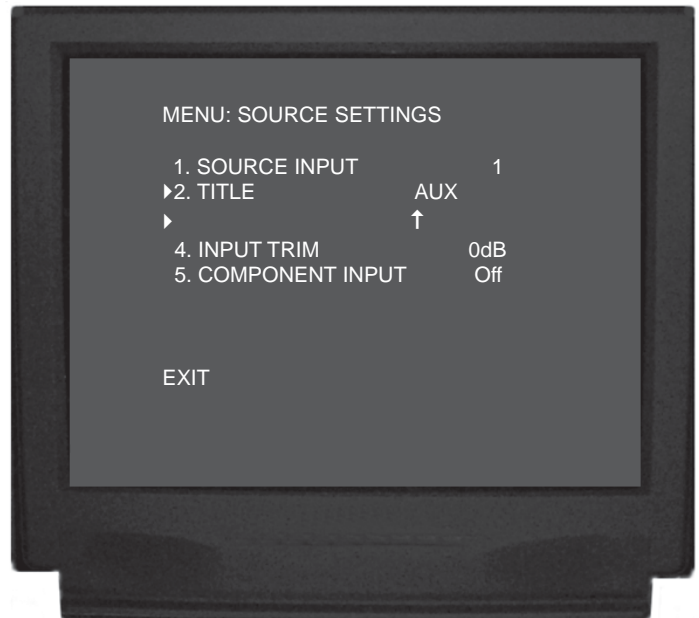 MENU: SOURCE SETTINGS
1. SOURCE INPUT 1
▸2. TITLE AUX
▸ ↑
4. INPUT TRIM 0dB
5. COMPONENT INPUT Off
EXIT